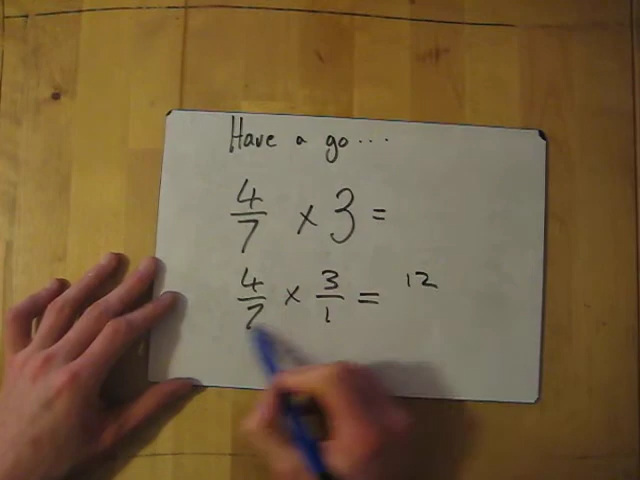 Have a go...
4/7 × 3 =
4/7 × 3/1 = 12